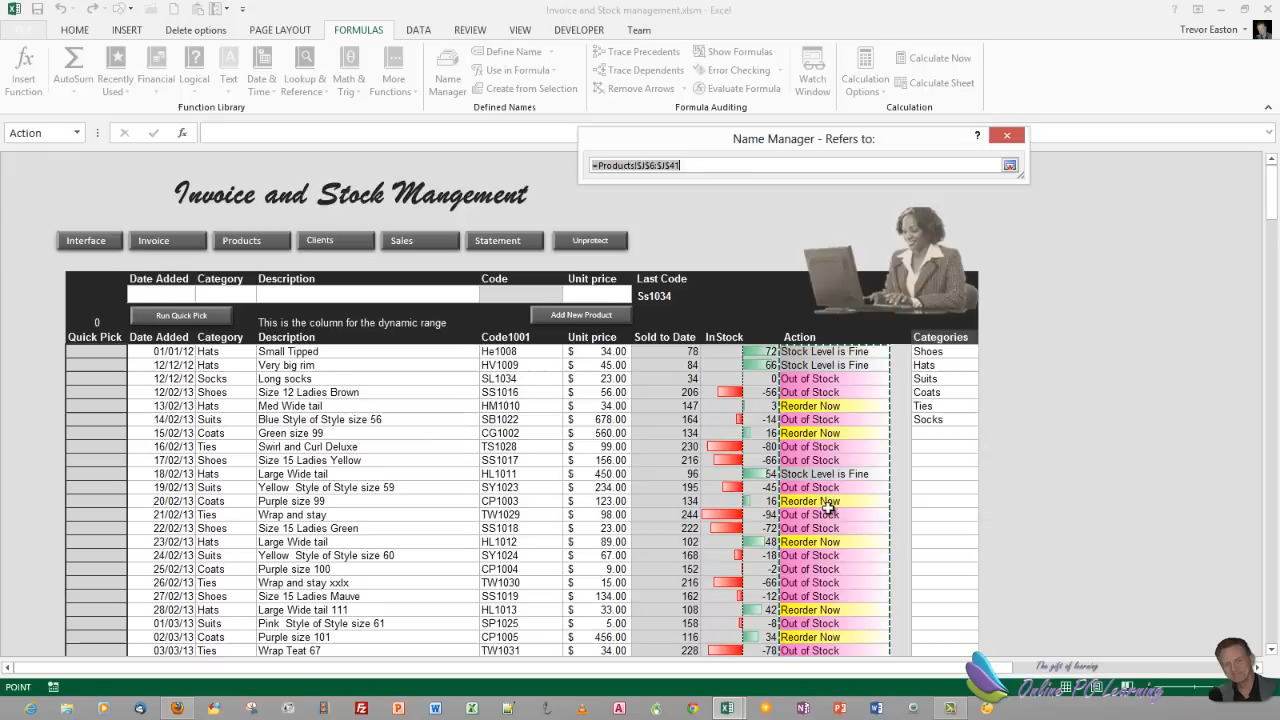 Invoice and Stock management.xlsm - Excel
HOME INSERT Delete options PAGE LAYOUT FORMULAS DATA REVIEW VIEW DEVELOPER Team Trevor Easton
Insert Function
AutoSum
Recently Used
Financial
Logical
Text
Date & Time
Lookup & Reference
Math & Trig
More Functions
Function Library
Name Manager
Define Name
Use in Formula
Create from Selection
Defined Names
Trace Precedents
Trace Dependents
Remove Arrows
Show Formulas
Error Checking
Evaluate Formula
Formula Auditing
Watch Window
Calculation Options
Calculate Now
Calculate Sheet
Calculation
Action
Name Manager - Refers to:
=Products!$J$6:$J$41
Invoice and Stock Mangement
Interface Invoice Products Clients Sales Statement Unprotect
Date Added Category Description Code Unit price Last Code
Ss1034
Run Quick Pick Add New Product
0 This is the column for the dynamic range
Quick Pick Date Added Category Description Code1001 Unit price Sold to Date InStock Action Categories
01/01/12 Hats Small Tipped He1008 $ 34.00 78 72 Stock Level is Fine Shoes
12/12/12 Hats Very big rim HV1009 $ 45.00 84 66 Stock Level is Fine Hats
12/12/12 Socks Long socks SL1034 $ 23.00 34 0 Out of Stock Suits
12/02/13 Shoes Size 12 Ladies Brown SS1016 $ 56.00 206 -56 Out of Stock Coats
13/02/13 Hats Med Wide tail HM1010 $ 34.00 147 3 Reorder Now Ties
14/02/13 Suits Blue Style of Style size 56 SB1022 $ 678.00 164 -14 Out of Stock Socks
15/02/13 Coats Green size 99 CG1002 $ 560.00 134 16 Reorder Now
16/02/13 Ties Swirl and Curl Deluxe TS1028 $ 99.00 230 -80 Out of Stock
17/02/13 Shoes Size 15 Ladies Yellow SS1017 $ 156.00 216 -66 Out of Stock
18/02/13 Hats Large Wide tail HL1011 $ 450.00 96 54 Stock Level is Fine
19/02/13 Suits Yellow Style of Style size 59 SY1023 $ 234.00 195 -45 Out of Stock
20/02/13 Coats Purple size 99 CP1003 $ 123.00 134 16 Reorder Now
21/02/13 Ties Wrap and stay TW1029 $ 98.00 244 -94 Out of Stock
22/02/13 Shoes Size 15 Ladies Green SS1018 $ 23.00 222 -72 Out of Stock
23/02/13 Hats Large Wide tail HL1012 $ 89.00 102 48 Reorder Now
24/02/13 Suits Yellow Style of Style size 60 SY1024 $ 67.00 168 -18 Out of Stock
25/02/13 Coats Purple size 100 CP1004 $ 9.00 152 -2 Out of Stock
26/02/13 Ties Wrap and stay xxlx TW1030 $ 15.00 216 -66 Out of Stock
27/02/13 Shoes Size 15 Ladies Mauve SS1019 $ 134.00 162 -12 Out of Stock
28/02/13 Hats Large Wide tail 111 HL1013 $ 33.00 108 42 Reorder Now
01/03/13 Suits Pink Style of Style size 61 SP1025 $ 5.00 158 -8 Out of Stock
02/03/13 Coats Purple size 101 CP1005 $ 456.00 116 34 Reorder Now
03/03/13 Ties Wrap Teat 67 TW1031 $ 34.00 228 -78 Out of Stock
The gift of learning
Online PC Learning
POINT